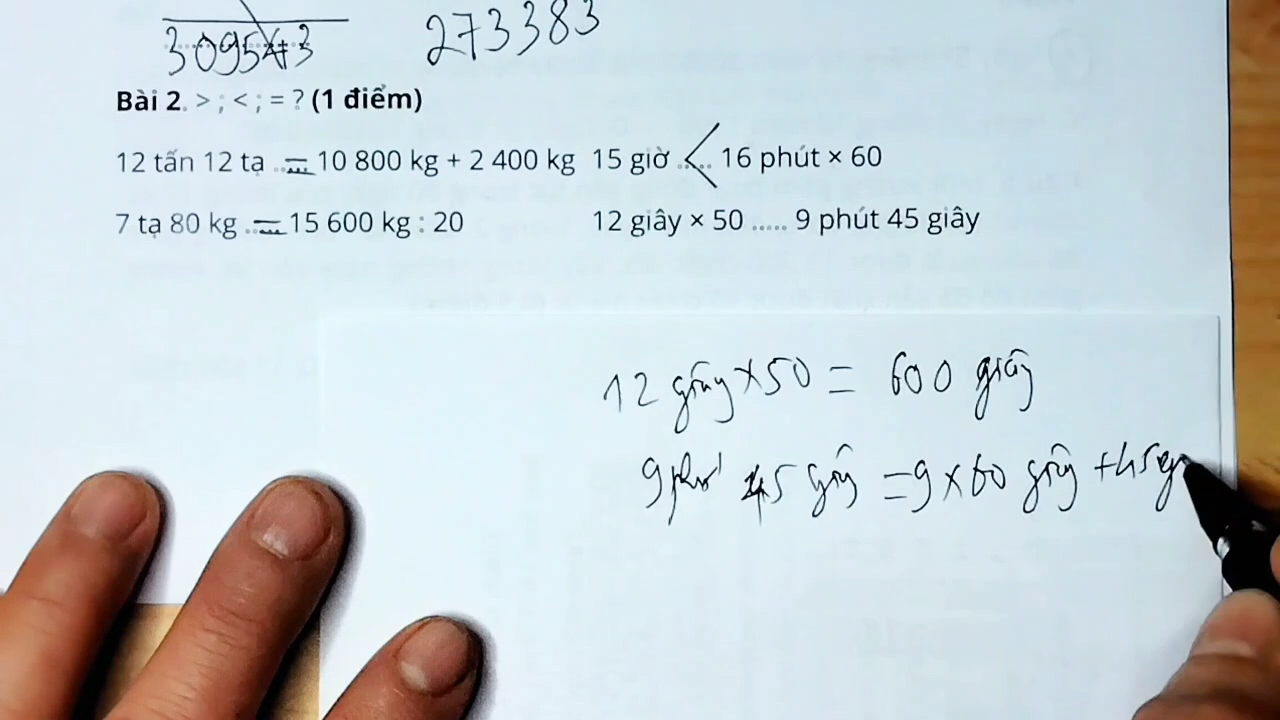 309543 273383
Bài 2. > ; < ; = ? (1 điểm)
12 tấn 12 tạ ..=.. 10 800 kg + 2 400 kg 15 giờ ..<.. 16 phút × 60
7 tạ 80 kg ..=.. 15 600 kg : 20 12 giây × 50 ..... 9 phút 45 giây
12 giây × 50 = 600 giây
9 phút 45 giây = 9 × 60 giây + 45